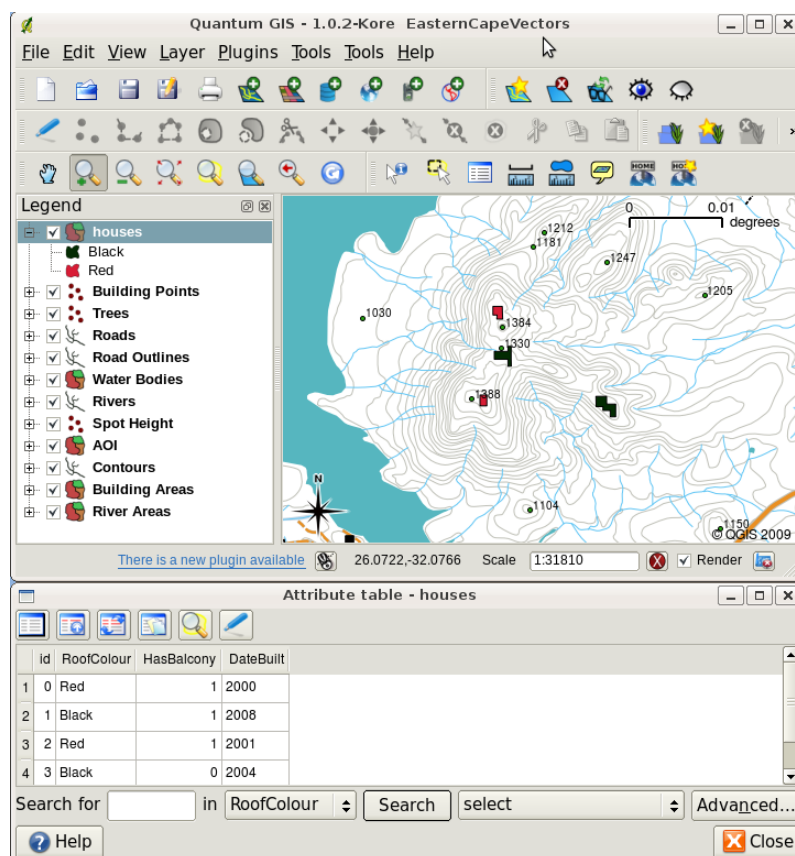 Quantum GIS - 1.0.2-Kore EasternCapeVectors
File Edit View Layer Plugins Tools Tools Help
Legend
houses
Black
Red
Building Points
Trees
Roads
Road Outlines
Water Bodies
Rivers
Spot Height
AOI
Contours
Building Areas
River Areas
0 0.01
degrees
1212
1181
1247
1205
1030
1384
1330
1388
1104
1150
N
© QGIS 2009
There is a new plugin available 26.0722,-32.0766 Scale 1:31810 Render
Attribute table - houses
id RoofColour HasBalcony DateBuilt
1 0 Red 1 2000
2 1 Black 1 2008
3 2 Red 1 2001
4 3 Black 0 2004
Search for in RoofColour Search select Advanced...
Help Close